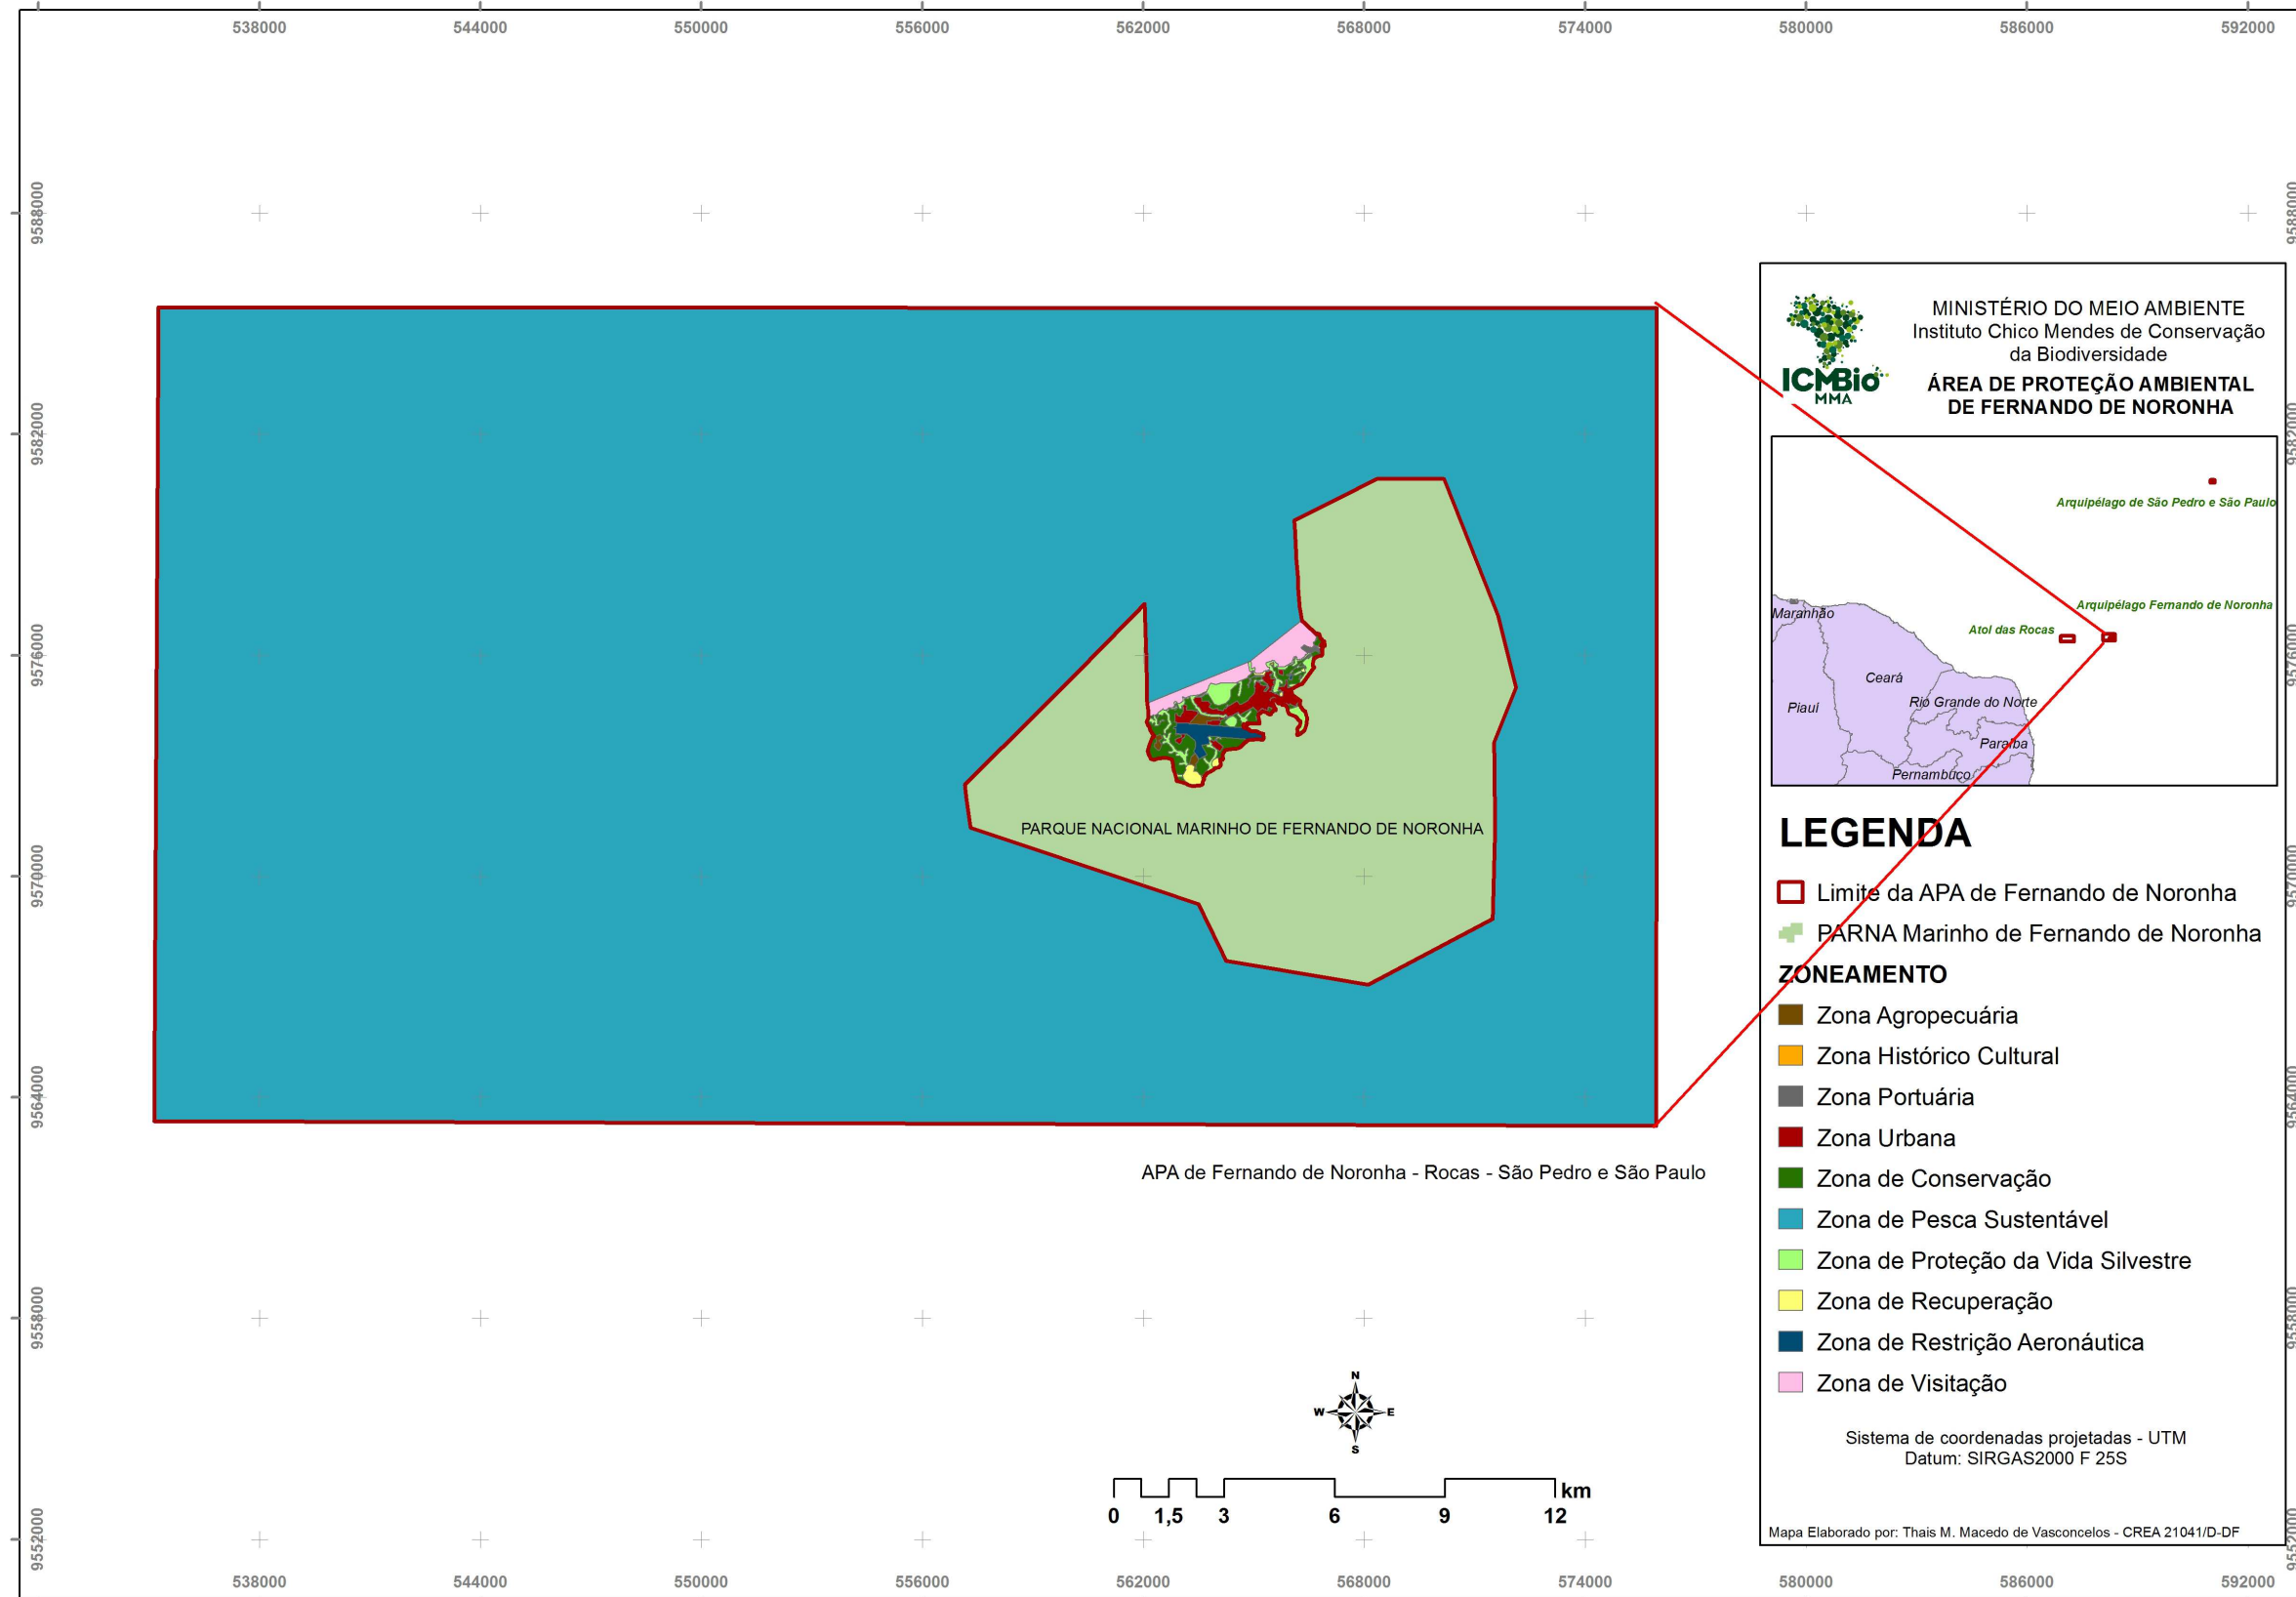 538000 544000 550000 556000 562000 568000 574000 580000 586000 592000
9588000
9588000
9582000
9582000
9576000
9576000
9570000
9570000
9564000
9564000
9558000
9558000
9552000
9552000
PARQUE NACIONAL MARINHO DE FERNANDO DE NORONHA
APA de Fernando de Noronha - Rocas - São Pedro e São Paulo
N
W E
S
km
0 1,5 3 6 9 12
538000 544000 550000 556000 562000 568000 574000 580000 586000 592000
ICMBio
MMA
MINISTÉRIO DO MEIO AMBIENTE
Instituto Chico Mendes de Conservação
da Biodiversidade
ÁREA DE PROTEÇÃO AMBIENTAL
DE FERNANDO DE NORONHA
Arquipélago de São Pedro e São Paulo
Arquipélago Fernando de Noronha
Atol das Rocas
Maranhão
Ceará
Piauí
Rio Grande do Norte
Paraíba
Pernambuco
LEGENDA
Limite da APA de Fernando de Noronha
PARNA Marinho de Fernando de Noronha
ZONEAMENTO
Zona Agropecuária
Zona Histórico Cultural
Zona Portuária
Zona Urbana
Zona de Conservação
Zona de Pesca Sustentável
Zona de Proteção da Vida Silvestre
Zona de Recuperação
Zona de Restrição Aeronáutica
Zona de Visitação
Sistema de coordenadas projetadas - UTM
Datum: SIRGAS2000 F 25S
Mapa Elaborado por: Thais M. Macedo de Vasconcelos - CREA 21041/D-DF